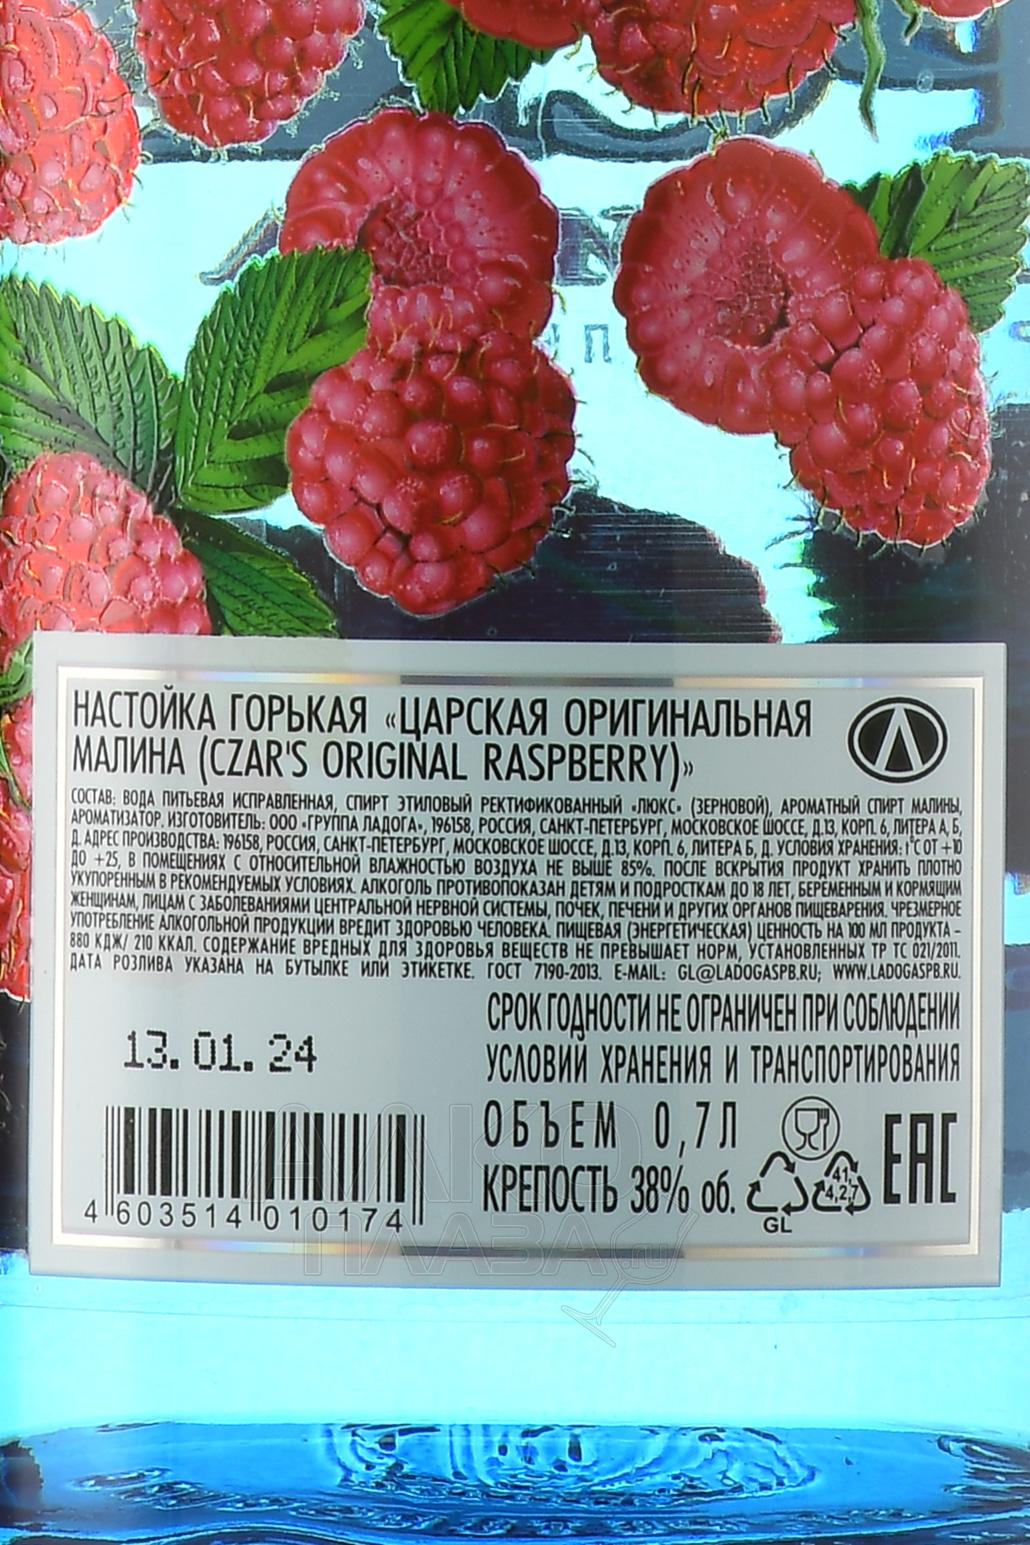 НАСТОЙКА ГОРЬКАЯ «ЦАРСКАЯ ОРИГИНАЛЬНАЯ
МАЛИНА (CZAR'S ORIGINAL RASPBERRY)»
СОСТАВ: ВОДА ПИТЬЕВАЯ ИСПРАВЛЕННАЯ, СПИРТ ЭТИЛОВЫЙ РЕКТИФИКОВАННЫЙ «ЛЮКС» (ЗЕРНОВОЙ), АРОМАТНЫЙ СПИРТ МАЛИНЫ,
АРОМАТИЗАТОР. ИЗГОТОВИТЕЛЬ: ООО «ГРУППА ЛАДОГА», 196158, РОССИЯ, САНКТ-ПЕТЕРБУРГ, МОСКОВСКОЕ ШОССЕ, Д.13, КОРП. 6, ЛИТЕРА А, Б,
Д. АДРЕС ПРОИЗВОДСТВА: 196158, РОССИЯ, САНКТ-ПЕТЕРБУРГ, МОСКОВСКОЕ ШОССЕ, Д.13, КОРП. 6, ЛИТЕРА Б, Д. УСЛОВИЯ ХРАНЕНИЯ: t°С ОТ +10
ДО +25, В ПОМЕЩЕНИЯХ С ОТНОСИТЕЛЬНОЙ ВЛАЖНОСТЬЮ ВОЗДУХА НЕ ВЫШЕ 85%. ПОСЛЕ ВСКРЫТИЯ ПРОДУКТ ХРАНИТЬ ПЛОТНО
УКУПОРЕННЫМ В РЕКОМЕНДУЕМЫХ УСЛОВИЯХ. АЛКОГОЛЬ ПРОТИВОПОКАЗАН ДЕТЯМ И ПОДРОСТКАМ ДО 18 ЛЕТ, БЕРЕМЕННЫМ И КОРМЯЩИМ
ЖЕНЩИНАМ, ЛИЦАМ С ЗАБОЛЕВАНИЯМИ ЦЕНТРАЛЬНОЙ НЕРВНОЙ СИСТЕМЫ, ПОЧЕК, ПЕЧЕНИ И ДРУГИХ ОРГАНОВ ПИЩЕВАРЕНИЯ. ЧРЕЗМЕРНОЕ
УПОТРЕБЛЕНИЕ АЛКОГОЛЬНОЙ ПРОДУКЦИИ ВРЕДИТ ЗДОРОВЬЮ ЧЕЛОВЕКА. ПИЩЕВАЯ (ЭНЕРГЕТИЧЕСКАЯ) ЦЕННОСТЬ НА 100 МЛ ПРОДУКТА –
880 КДЖ/ 210 ККАЛ. СОДЕРЖАНИЕ ВРЕДНЫХ ДЛЯ ЗДОРОВЬЯ ВЕЩЕСТВ НЕ ПРЕВЫШАЕТ НОРМ, УСТАНОВЛЕННЫХ ТР ТС 021/2011.
ДАТА РОЗЛИВА УКАЗАНА НА БУТЫЛКЕ ИЛИ ЭТИКЕТКЕ. ГОСТ 7190-2013. E-MAIL: GL@LADOGASPB.RU; WWW.LADOGASPB.RU.
СРОК ГОДНОСТИ НЕ ОГРАНИЧЕН ПРИ СОБЛЮДЕНИИ
УСЛОВИЙ ХРАНЕНИЯ И ТРАНСПОРТИРОВАНИЯ
13.01.24
ОБЪЕМ 0,7Л
КРЕПОСТЬ 38% об.
GL
41,
4,2,7
EAC
4 603514 010174
АЛКО
ПЛАЗА.ru